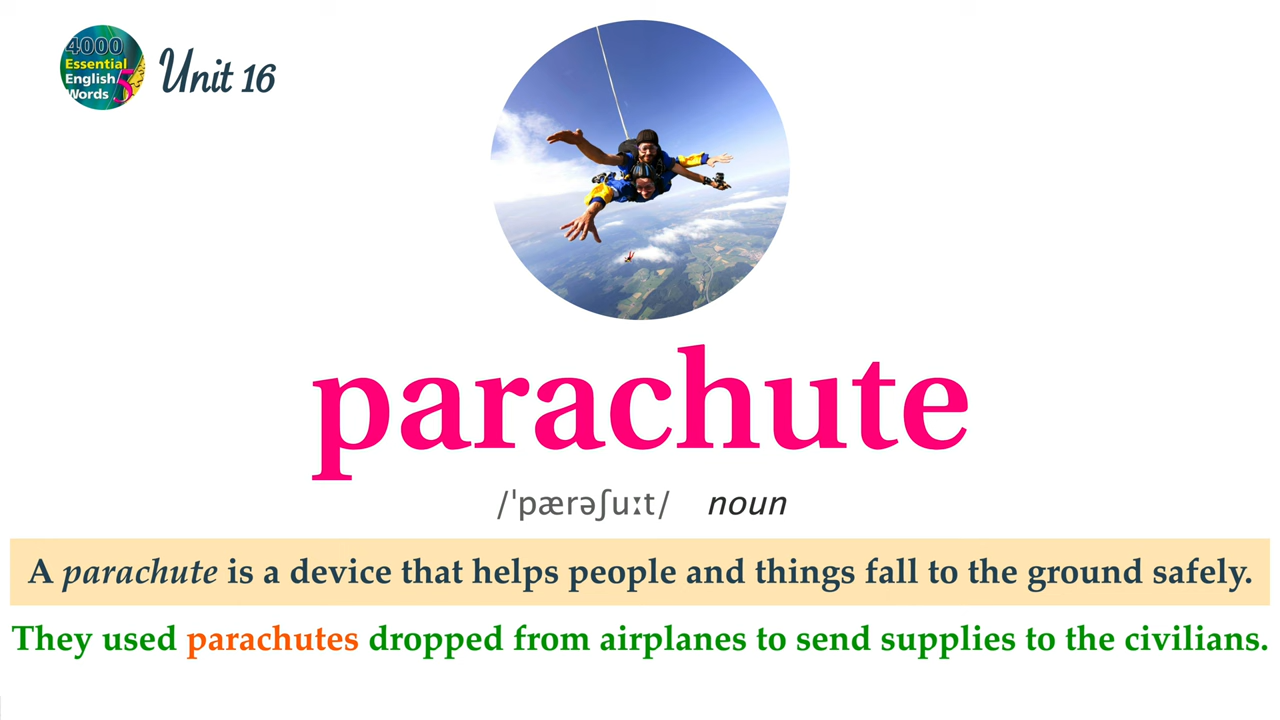 4000
Essential
English
Words 5
Unit 16
parachute
/ˈpærəʃuːt/ noun
A parachute is a device that helps people and things fall to the ground safely.
They used parachutes dropped from airplanes to send supplies to the civilians.